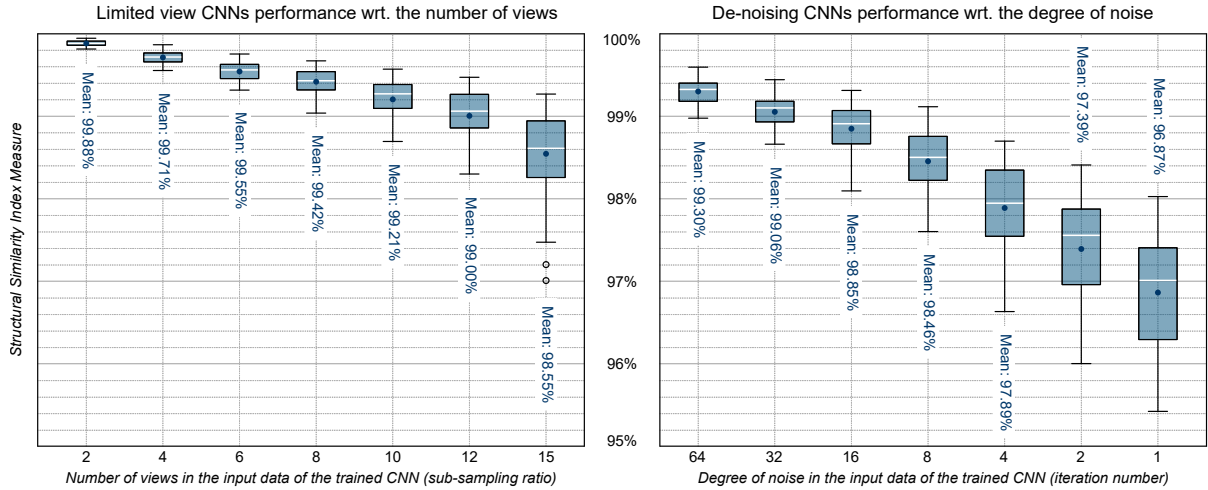 Limited view CNNs performance wrt. the number of views
De-noising CNNs performance wrt. the degree of noise
Structural Similarity Index Measure
100%
99%
98%
97%
96%
95%
Mean: 99.88%
Mean: 99.71%
Mean: 99.55%
Mean: 99.42%
Mean: 99.21%
Mean: 99.00%
Mean: 98.55%
2 4 6 8 10 12 15
Number of views in the input data of the trained CNN (sub-sampling ratio)
Mean: 99.30%
Mean: 99.06%
Mean: 98.85%
Mean: 98.46%
Mean: 97.89%
Mean: 97.39%
Mean: 96.87%
64 32 16 8 4 2 1
Degree of noise in the input data of the trained CNN (iteration number)